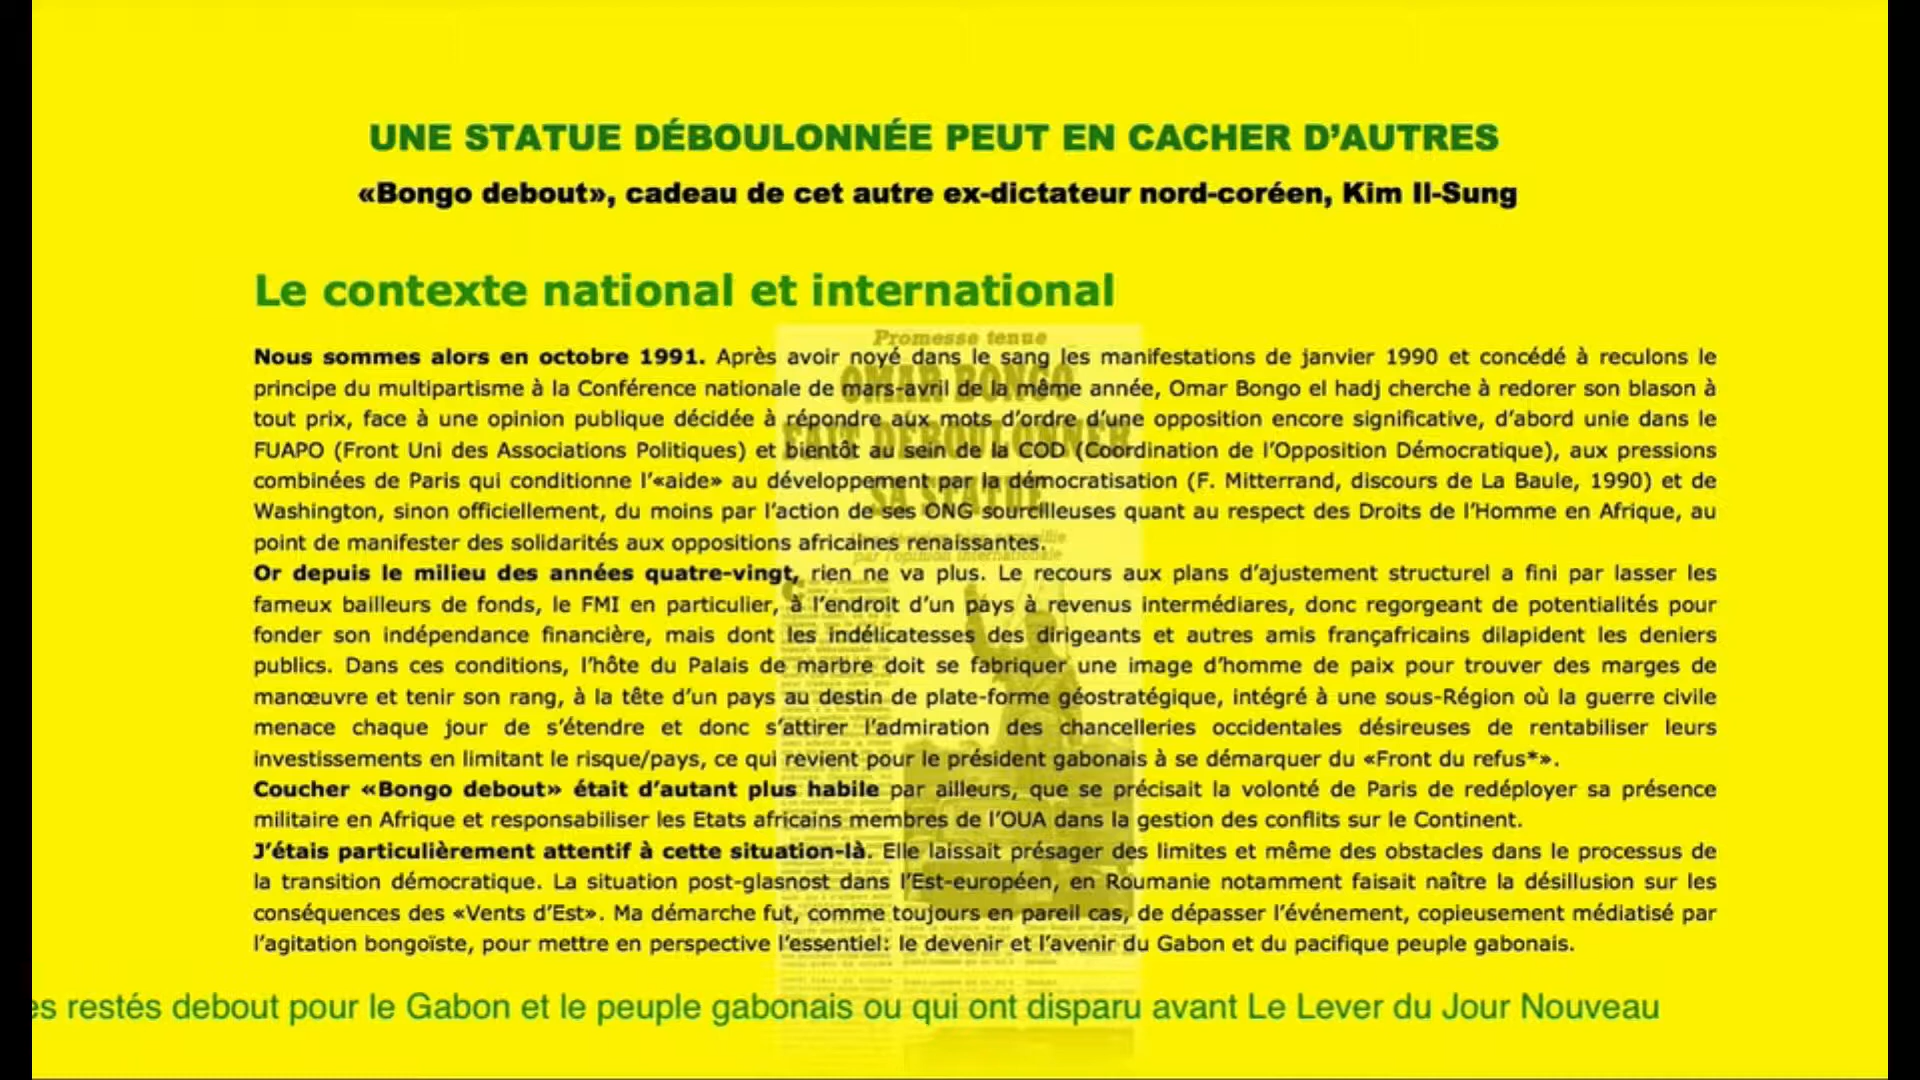 UNE STATUE DÉBOULONNÉE PEUT EN CACHER D’AUTRES
«Bongo debout», cadeau de cet autre ex-dictateur nord-coréen, Kim Il-Sung
Le contexte national et international
Promesse tenue
OMAR BONGO
FAIT DEBOULONNER
SA STATUE
par l'opinion internationale
Nous sommes alors en octobre 1991. Après avoir noyé dans le sang les manifestations de janvier 1990 et concédé à reculons le
principe du multipartisme à la Conférence nationale de mars-avril de la même année, Omar Bongo el hadj cherche à redorer son blason à
tout prix, face à une opinion publique décidée à répondre aux mots d’ordre d’une opposition encore significative, d’abord unie dans le
FUAPO (Front Uni des Associations Politiques) et bientôt au sein de la COD (Coordination de l’Opposition Démocratique), aux pressions
combinées de Paris qui conditionne l’«aide» au développement par la démocratisation (F. Mitterrand, discours de La Baule, 1990) et de
Washington, sinon officiellement, du moins par l’action de ses ONG sourcilleuses quant au respect des Droits de l’Homme en Afrique, au
point de manifester des solidarités aux oppositions africaines renaissantes.
Or depuis le milieu des années quatre-vingt, rien ne va plus. Le recours aux plans d’ajustement structurel a fini par lasser les
fameux bailleurs de fonds, le FMI en particulier, à l’endroit d’un pays à revenus intermédiaires, donc regorgeant de potentialités pour
fonder son indépendance financière, mais dont les indélicatesses des dirigeants et autres amis françafricains dilapident les deniers
publics. Dans ces conditions, l’hôte du Palais de marbre doit se fabriquer une image d’homme de paix pour trouver des marges de
manœuvre et tenir son rang, à la tête d’un pays au destin de plate-forme géostratégique, intégré à une sous-Région où la guerre civile
menace chaque jour de s’étendre et donc s’attirer l’admiration des chancelleries occidentales désireuses de rentabiliser leurs
investissements en limitant le risque/pays, ce qui revient pour le président gabonais à se démarquer du «Front du refus*».
Coucher «Bongo debout» était d’autant plus habile par ailleurs, que se précisait la volonté de Paris de redéployer sa présence
militaire en Afrique et responsabiliser les Etats africains membres de l’OUA dans la gestion des conflits sur le Continent.
J’étais particulièrement attentif à cette situation-là. Elle laissait présager des limites et même des obstacles dans le processus de
la transition démocratique. La situation post-glasnost dans l’Est-européen, en Roumanie notamment faisait naître la désillusion sur les
conséquences des «Vents d’Est». Ma démarche fut, comme toujours en pareil cas, de dépasser l’événement, copieusement médiatisé par
l’agitation bongoïste, pour mettre en perspective l’essentiel: le devenir et l’avenir du Gabon et du pacifique peuple gabonais.
es restés debout pour le Gabon et le peuple gabonais ou qui ont disparu avant Le Lever du Jour Nouveau